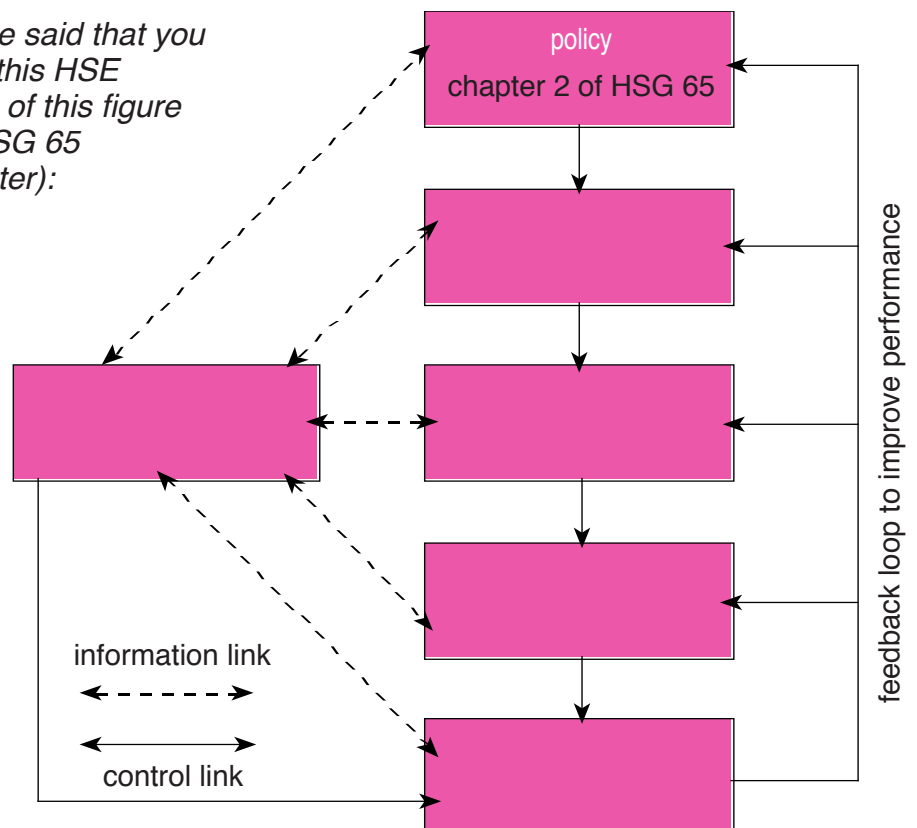 e said that you
this HSE
of this figure
SG 65
ter):
policy
chapter 2 of HSG 65
feedback loop to improve performance
information link
control link